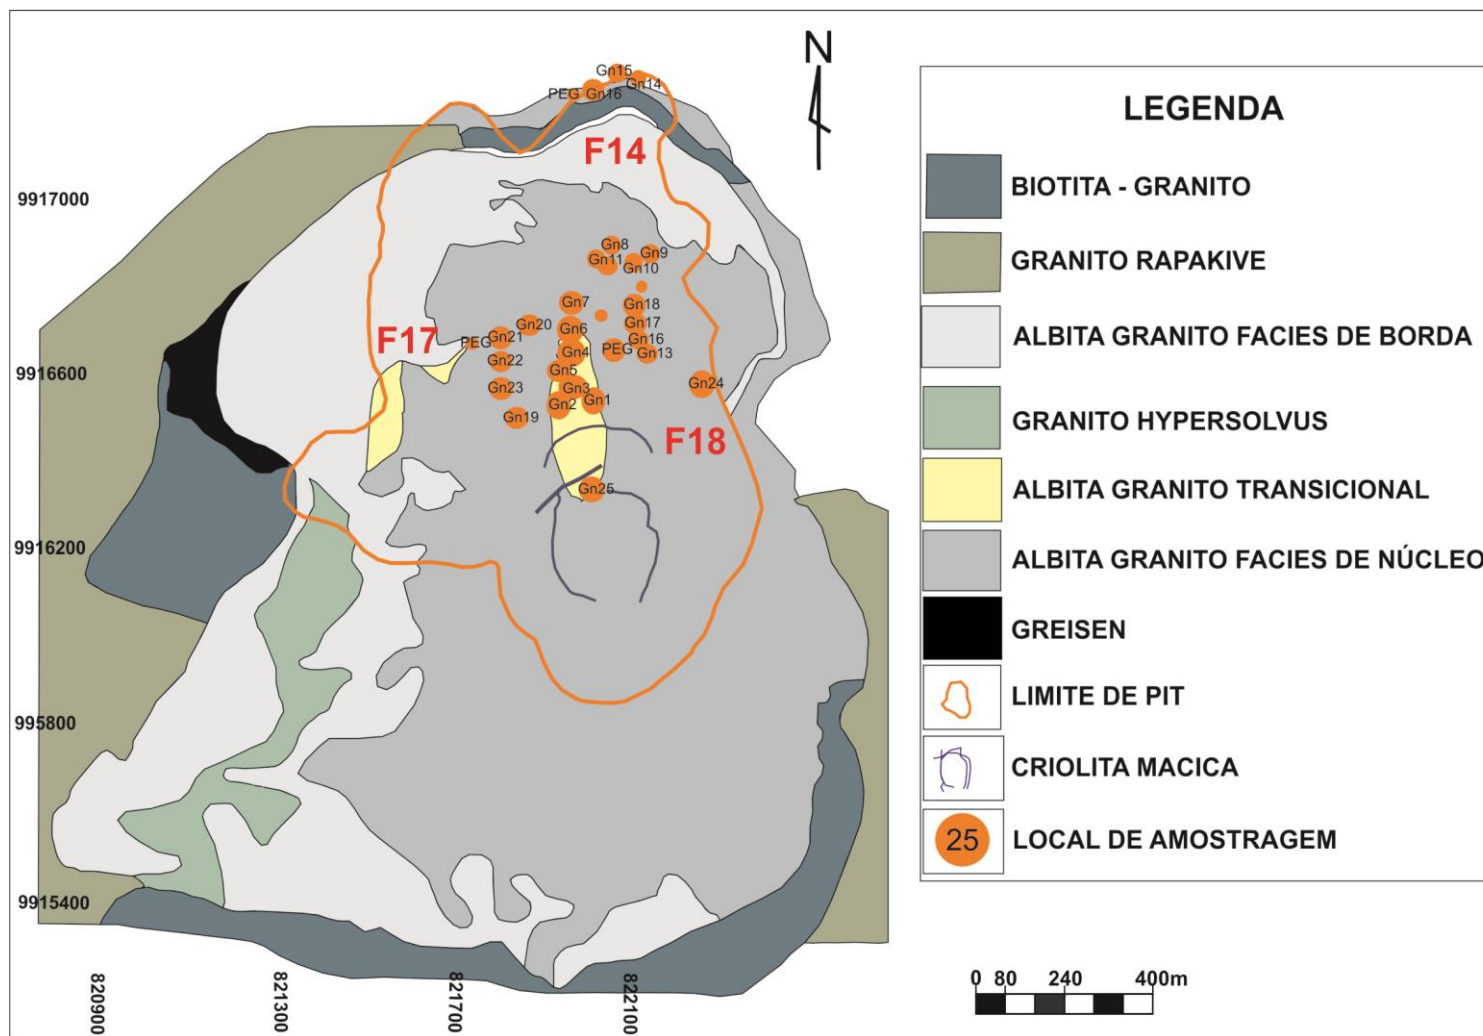 N
Gn15
Gn14
PEG Gn16
F14
9917000
Gn8
Gn9
Gn11
Gn10
Gn7
Gn18
Gn20
Gn17
Gn6
Gn21
PEG
F17
Gn16
Gn4
PEG
Gn13
9916600
Gn22
Gn5
Gn24
Gn23
Gn3
Gn1
Gn2
Gn19
F18
Gn25
9916200
995800
9915400
820900
821300
821700
822100
LEGENDA
BIOTITA - GRANITO
GRANITO RAPAKIVE
ALBITA GRANITO FACIES DE BORDA
GRANITO HYPERSOLVUS
ALBITA GRANITO TRANSICIONAL
ALBITA GRANITO FACIES DE NÚCLEO
GREISEN
LIMITE DE PIT
CRIOLITA MACICA
25 LOCAL DE AMOSTRAGEM
0 80 240 400m